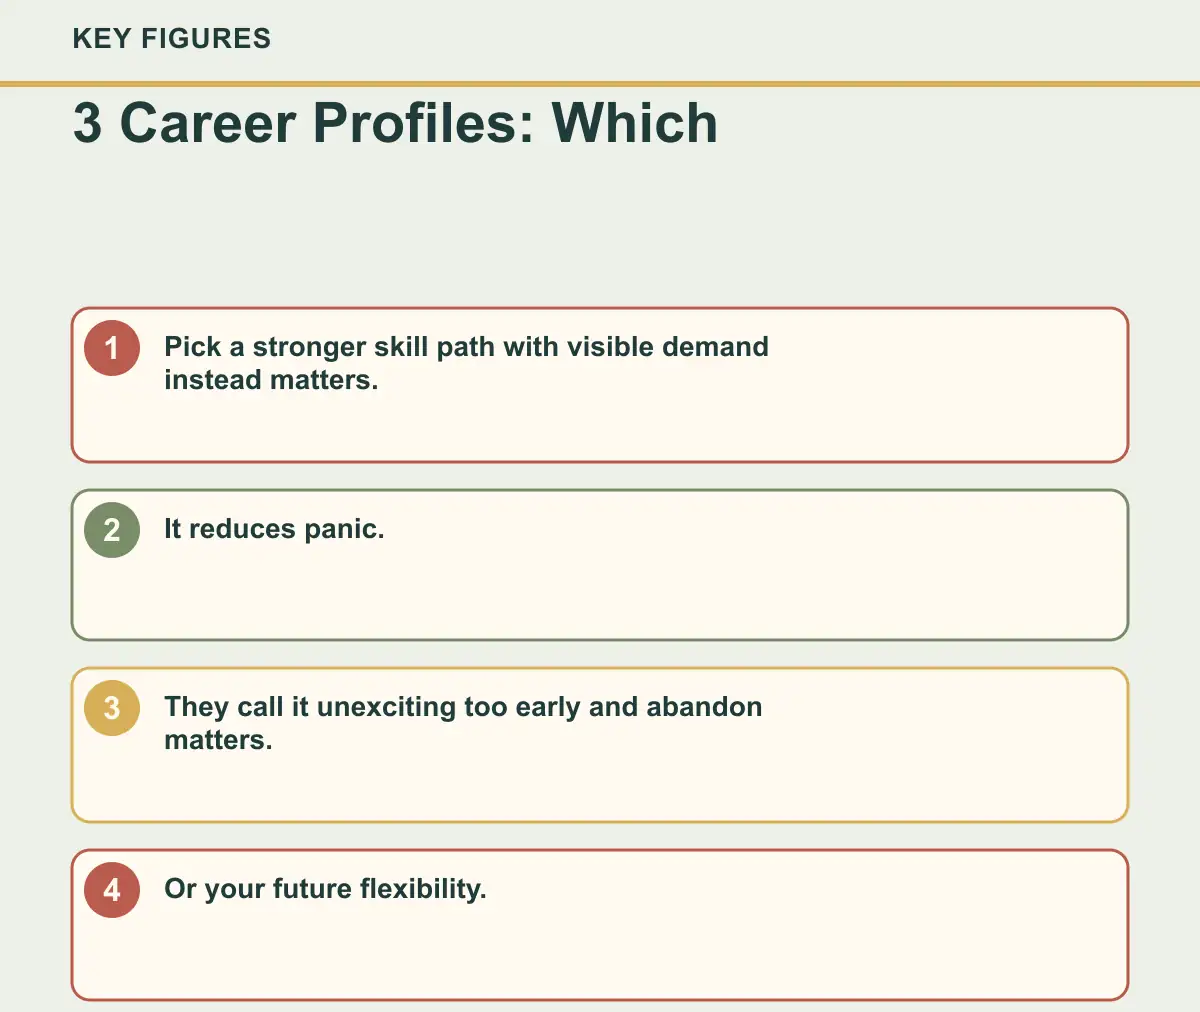 KEY FIGURES
3 Career Profiles: Which
1
Pick a stronger skill path with visible demand
instead matters.
2
It reduces panic.
3
They call it unexciting too early and abandon
matters.
4
Or your future flexibility.